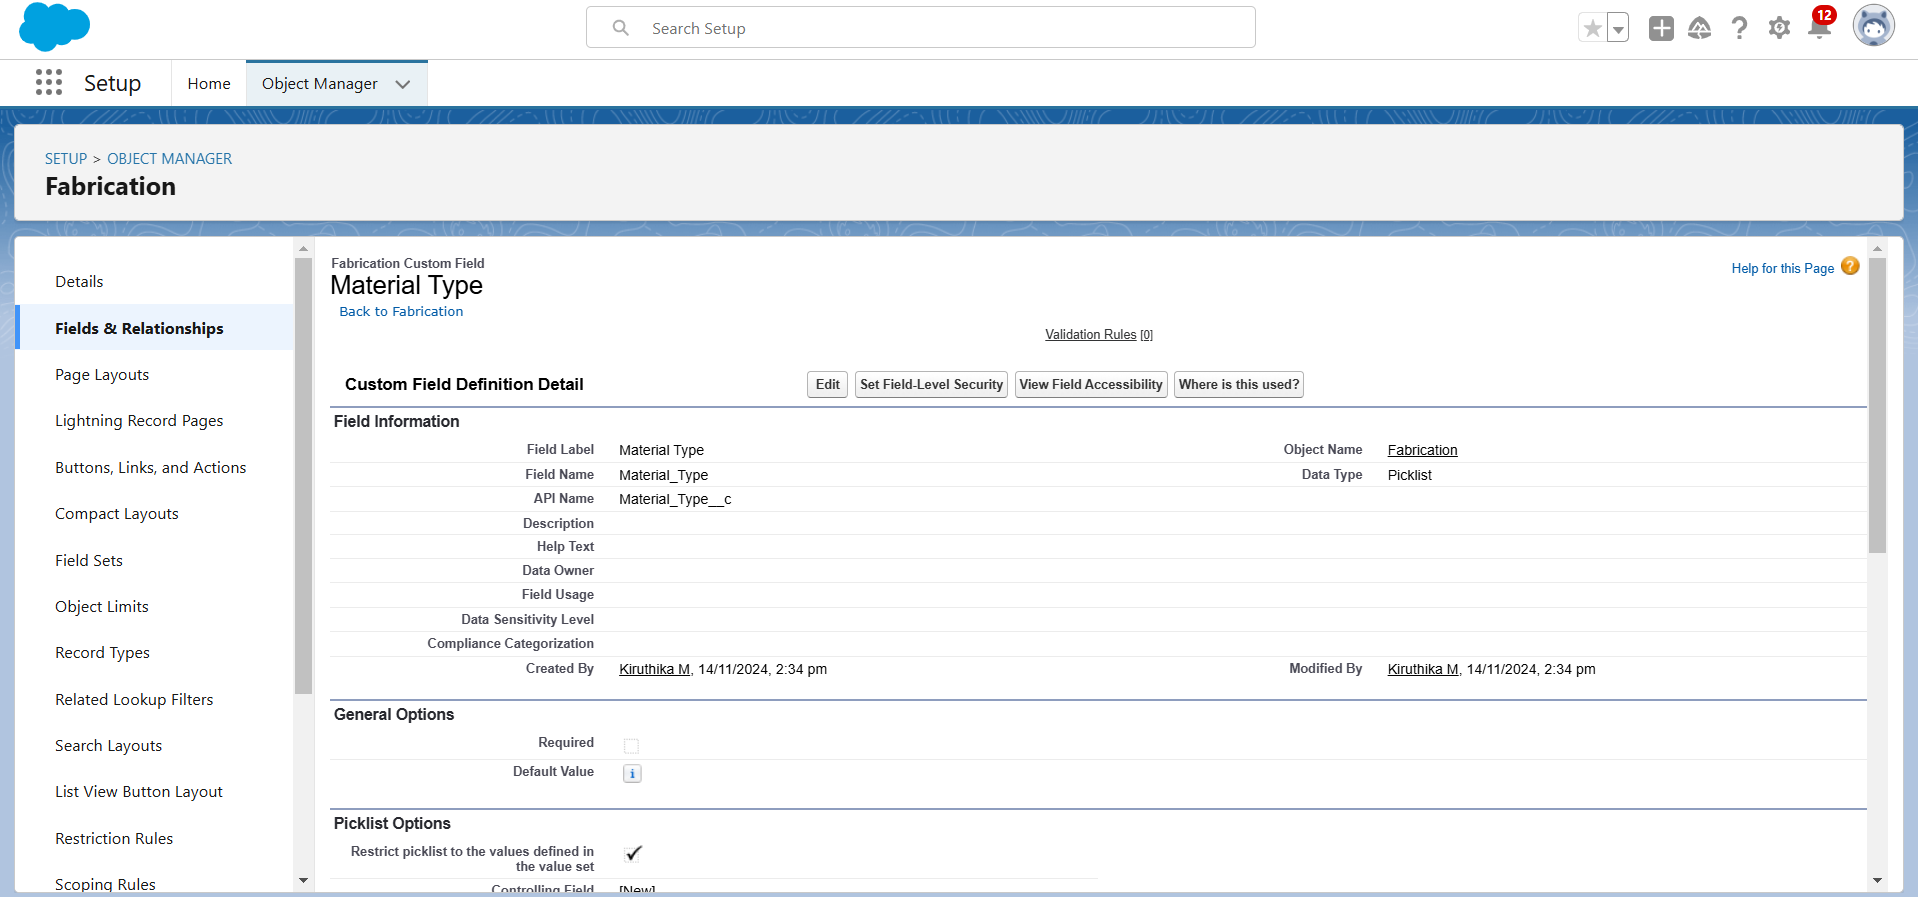 Search Setup
12
Setup
Home
Object Manager
SETUP > OBJECT MANAGER
Fabrication
Details
Fields & Relationships
Page Layouts
Lightning Record Pages
Buttons, Links, and Actions
Compact Layouts
Field Sets
Object Limits
Record Types
Related Lookup Filters
Search Layouts
List View Button Layout
Restriction Rules
Scoping Rules
Fabrication Custom Field
Material Type
Back to Fabrication
Help for this Page ?
Validation Rules [0]
Custom Field Definition Detail
Edit
Set Field-Level Security
View Field Accessibility
Where is this used?
Field Information
Field Label Material Type Object Name Fabrication
Field Name Material_Type Data Type Picklist
API Name Material_Type__c
Description
Help Text
Data Owner
Field Usage
Data Sensitivity Level
Compliance Categorization
Created By Kiruthika M, 14/11/2024, 2:34 pm Modified By Kiruthika M, 14/11/2024, 2:34 pm
General Options
Required
Default Value i
Picklist Options
Restrict picklist to the values defined in
the value set
Controlling Field [New]